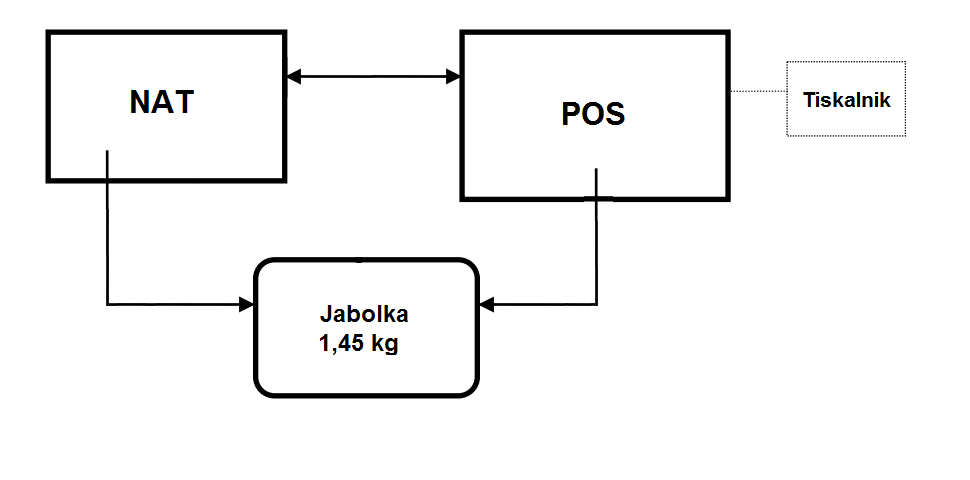 NAT
POS
Tiskalnik
Jabolka
1,45 kg